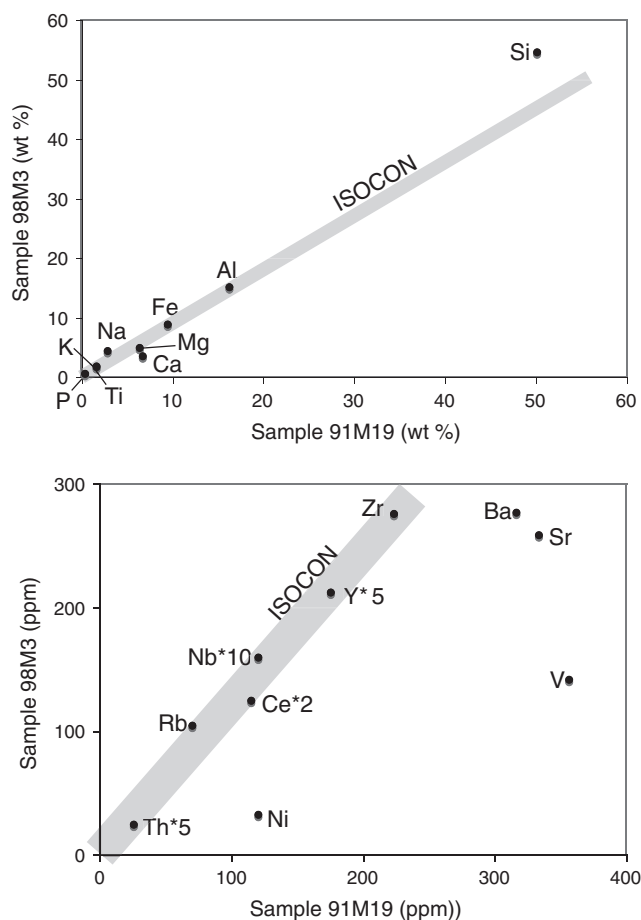 60
50
40
30
20
10
0
Sample 98M3 (wt %)
Si
ISOCON
Al
Fe
Na
Mg
K
Ca
P
Ti
0
10
20
30
40
50
60
Sample 91M19 (wt %)
300
200
100
0
Sample 98M3 (ppm)
Zr
Ba
Sr
ISOCON
Y* 5
Nb*10
V
Ce*2
Rb
Ni
Th*5
0
100
200
300
400
Sample 91M19 (ppm))